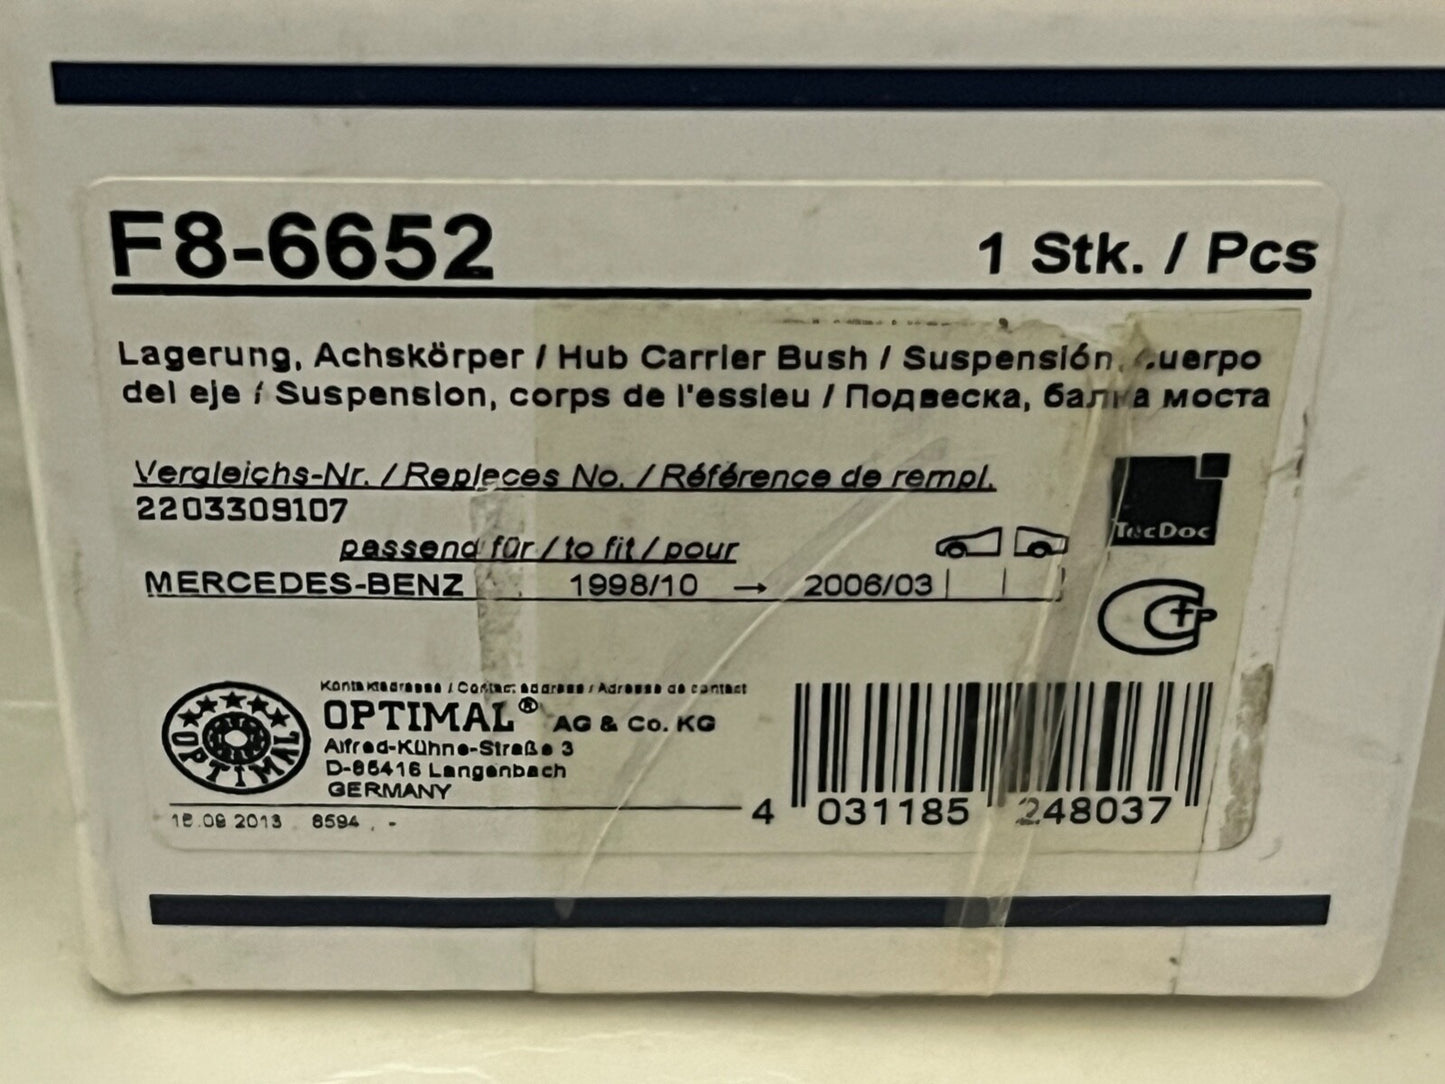 F8-6652
1 Stk. / Pcs
Lagerung, Achskörper / Hub Carrier Bush / Suspensión, cuerpo
del eje / Suspension, corps de l'essieu / Подвеска, балка моста
Vergleichs-Nr. / Repleces No. / Référence de rempl.
2203309107
TecDoc
passend für / to fit / pour
MERCEDES-BENZ 1998/10 → 2006/03
OPTIMAL
Kontaktadresse / Contact address / Adresse de contact
OPTIMAL® AG & Co. KG
Alfred-Kühne-Straße 3
D-85416 Langenbach
GERMANY
.09 2013 8594 . -
4 031185 248037